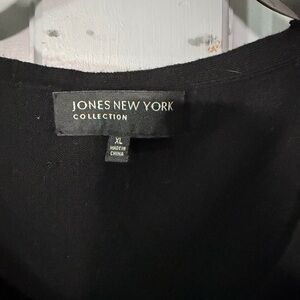 JONES NEW YORK
COLLECTION
XL
MADE IN
CHINA